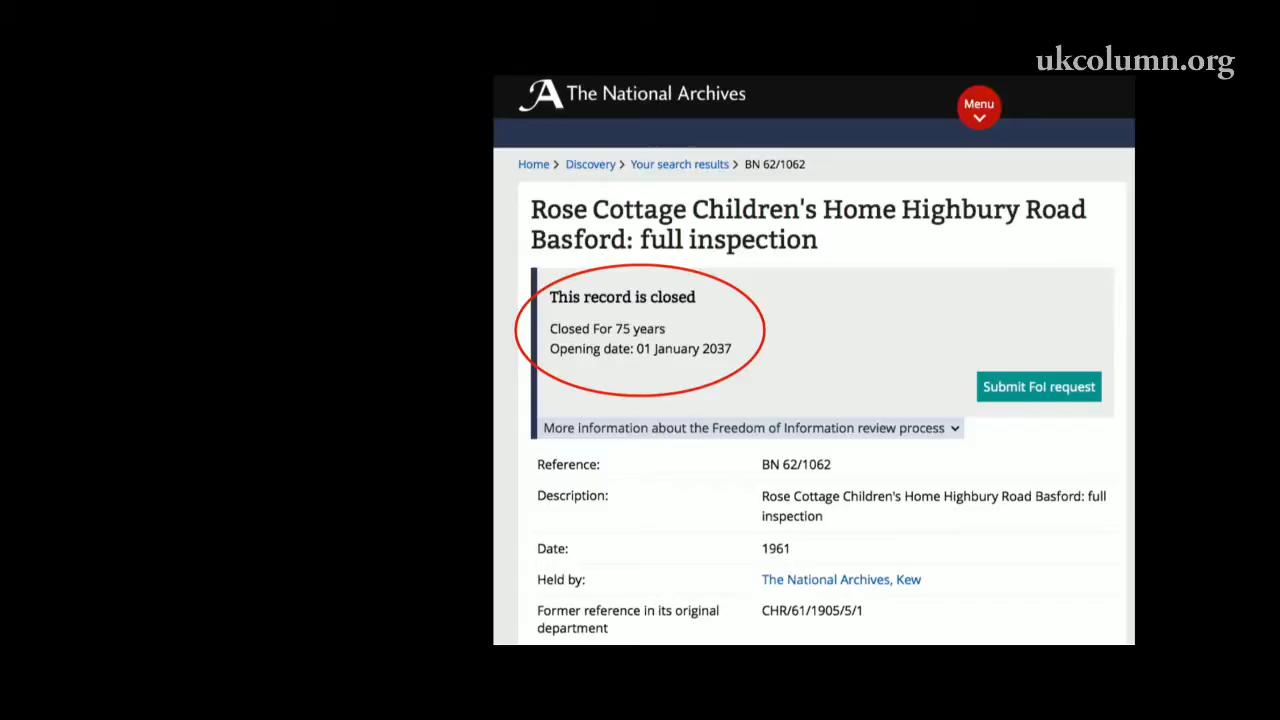 ukcolumn.org
The National Archives
Menu
Home > Discovery > Your search results > BN 62/1062
Rose Cottage Children's Home Highbury Road
Basford: full inspection
This record is closed
Closed For 75 years
Opening date: 01 January 2037
Submit FoI request
More information about the Freedom of Information review process
Reference: BN 62/1062
Description: Rose Cottage Children's Home Highbury Road Basford: full
inspection
Date: 1961
Held by: The National Archives, Kew
Former reference in its original CHR/61/1905/5/1
department